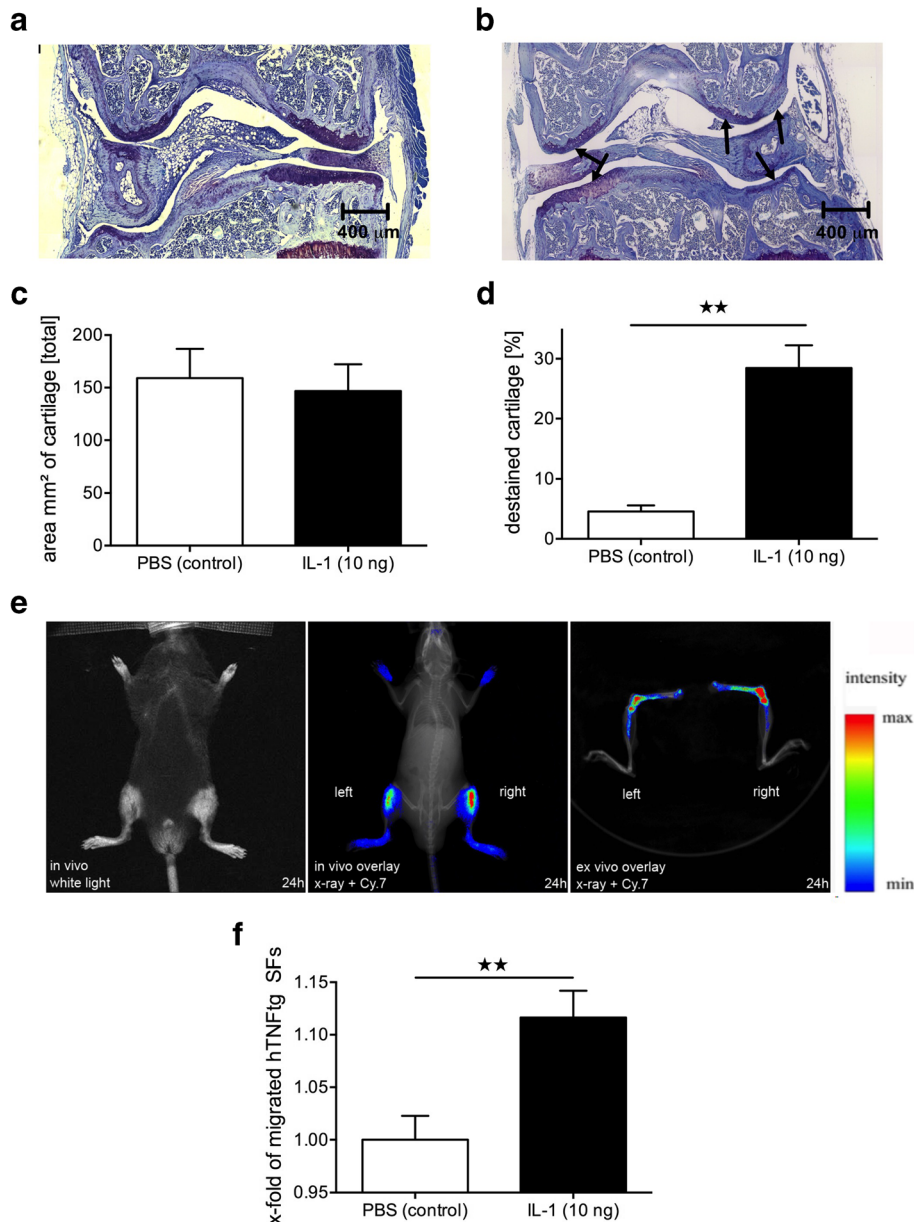 a
400 µm
b
400 µm
c
area mm² of cartilage [total]
200
150
100
50
0
PBS (control)
IL-1 (10 ng)
d
★★
destained cartilage [%]
30
20
10
0
PBS (control)
IL-1 (10 ng)
e
in vivo
white light
24h
left
right
in vivo overlay
x-ray + Cy.7
24h
left
right
ex vivo overlay
x-ray + Cy.7
24h
intensity
max
min
f
★★
x-fold of migrated hTNFtg SFs
1.15
1.10
1.05
1.00
0.95
PBS (control)
IL-1 (10 ng)